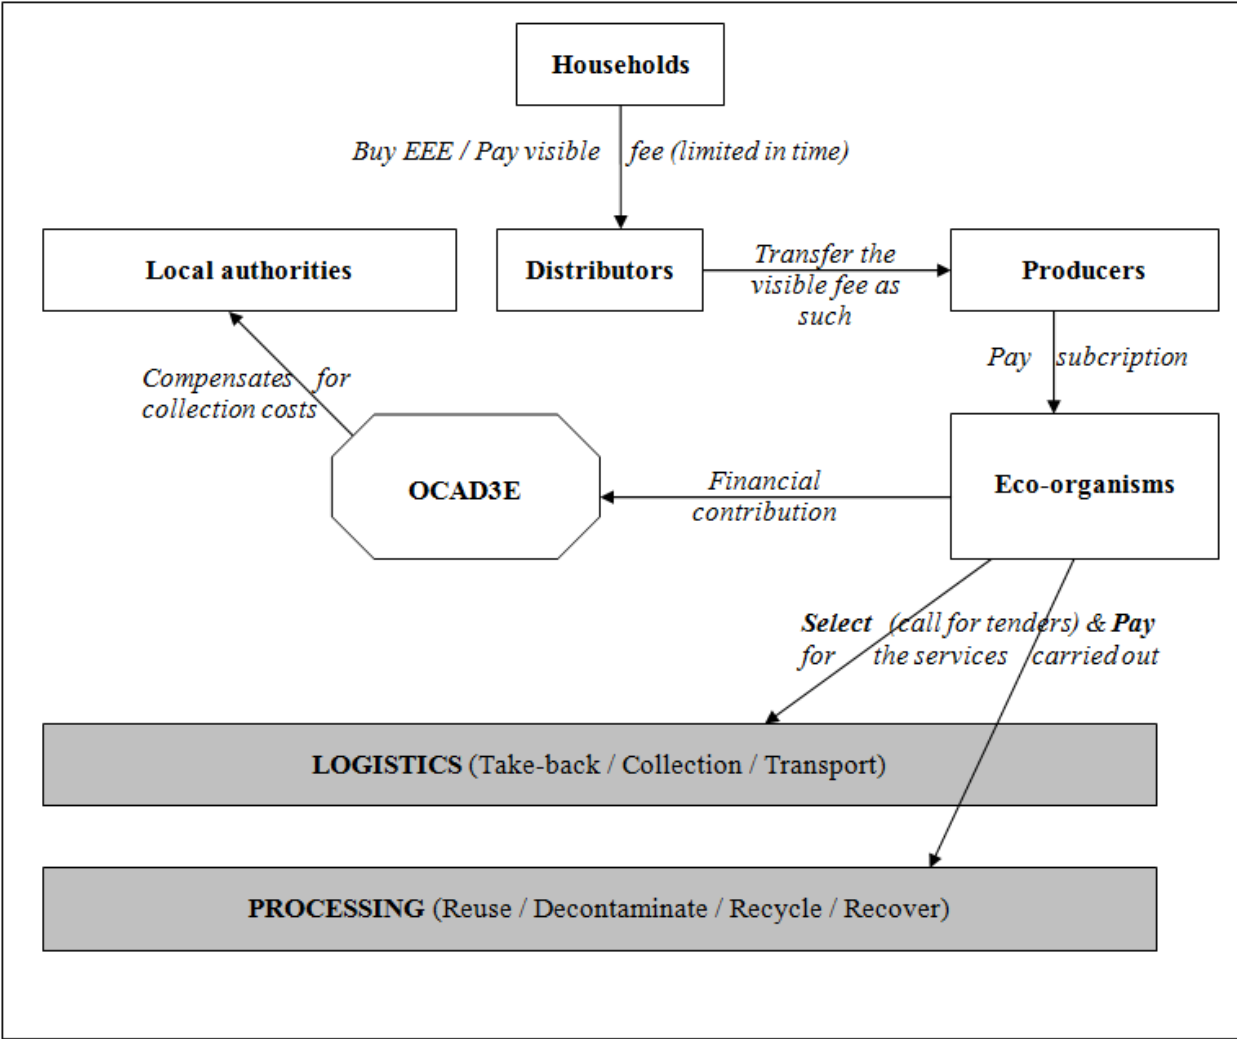 Households
Buy EEE / Pay visible fee (limited in time)
Local authorities
Distributors
Transfer the
visible fee as
such
Producers
Pay subcription
Compensates for
collection costs
OCAD3E
Financial
contribution
Eco-organisms
Select (call for tenders) & Pay
for the services carried out
LOGISTICS (Take-back / Collection / Transport)
PROCESSING (Reuse / Decontaminate / Recycle / Recover)